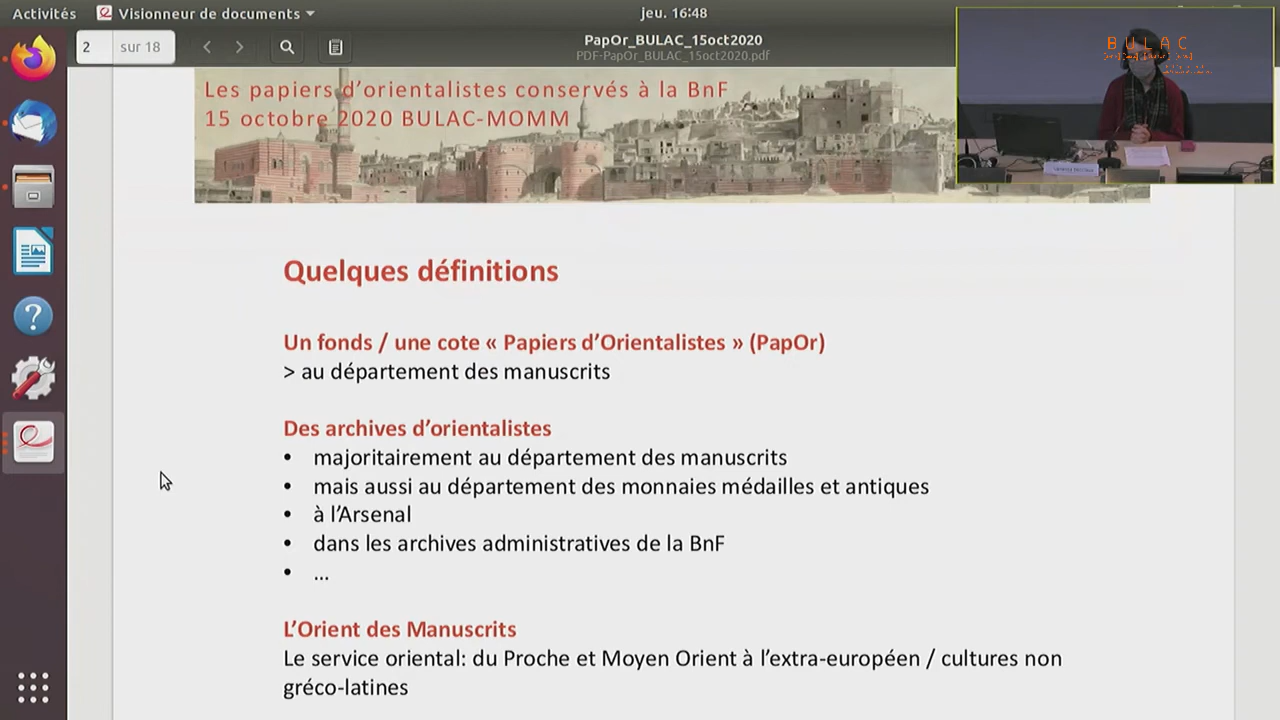 Activités
Visionneur de documents
jeu. 16:48
2 sur 18
PapOr_BULAC_15oct2020
PDF-PapOr_BULAC_15oct2020.pdf
BULAC
Les papiers d’orientalistes conservés à la BnF
15 octobre 2020 BULAC-MOMM
Quelques définitions
Un fonds / une cote « Papiers d’Orientalistes » (PapOr)
> au département des manuscrits
Des archives d’orientalistes
• majoritairement au département des manuscrits
• mais aussi au département des monnaies médailles et antiques
• à l’Arsenal
• dans les archives administratives de la BnF
• ...
L’Orient des Manuscrits
Le service oriental: du Proche et Moyen Orient à l’extra-européen / cultures non
gréco-latines